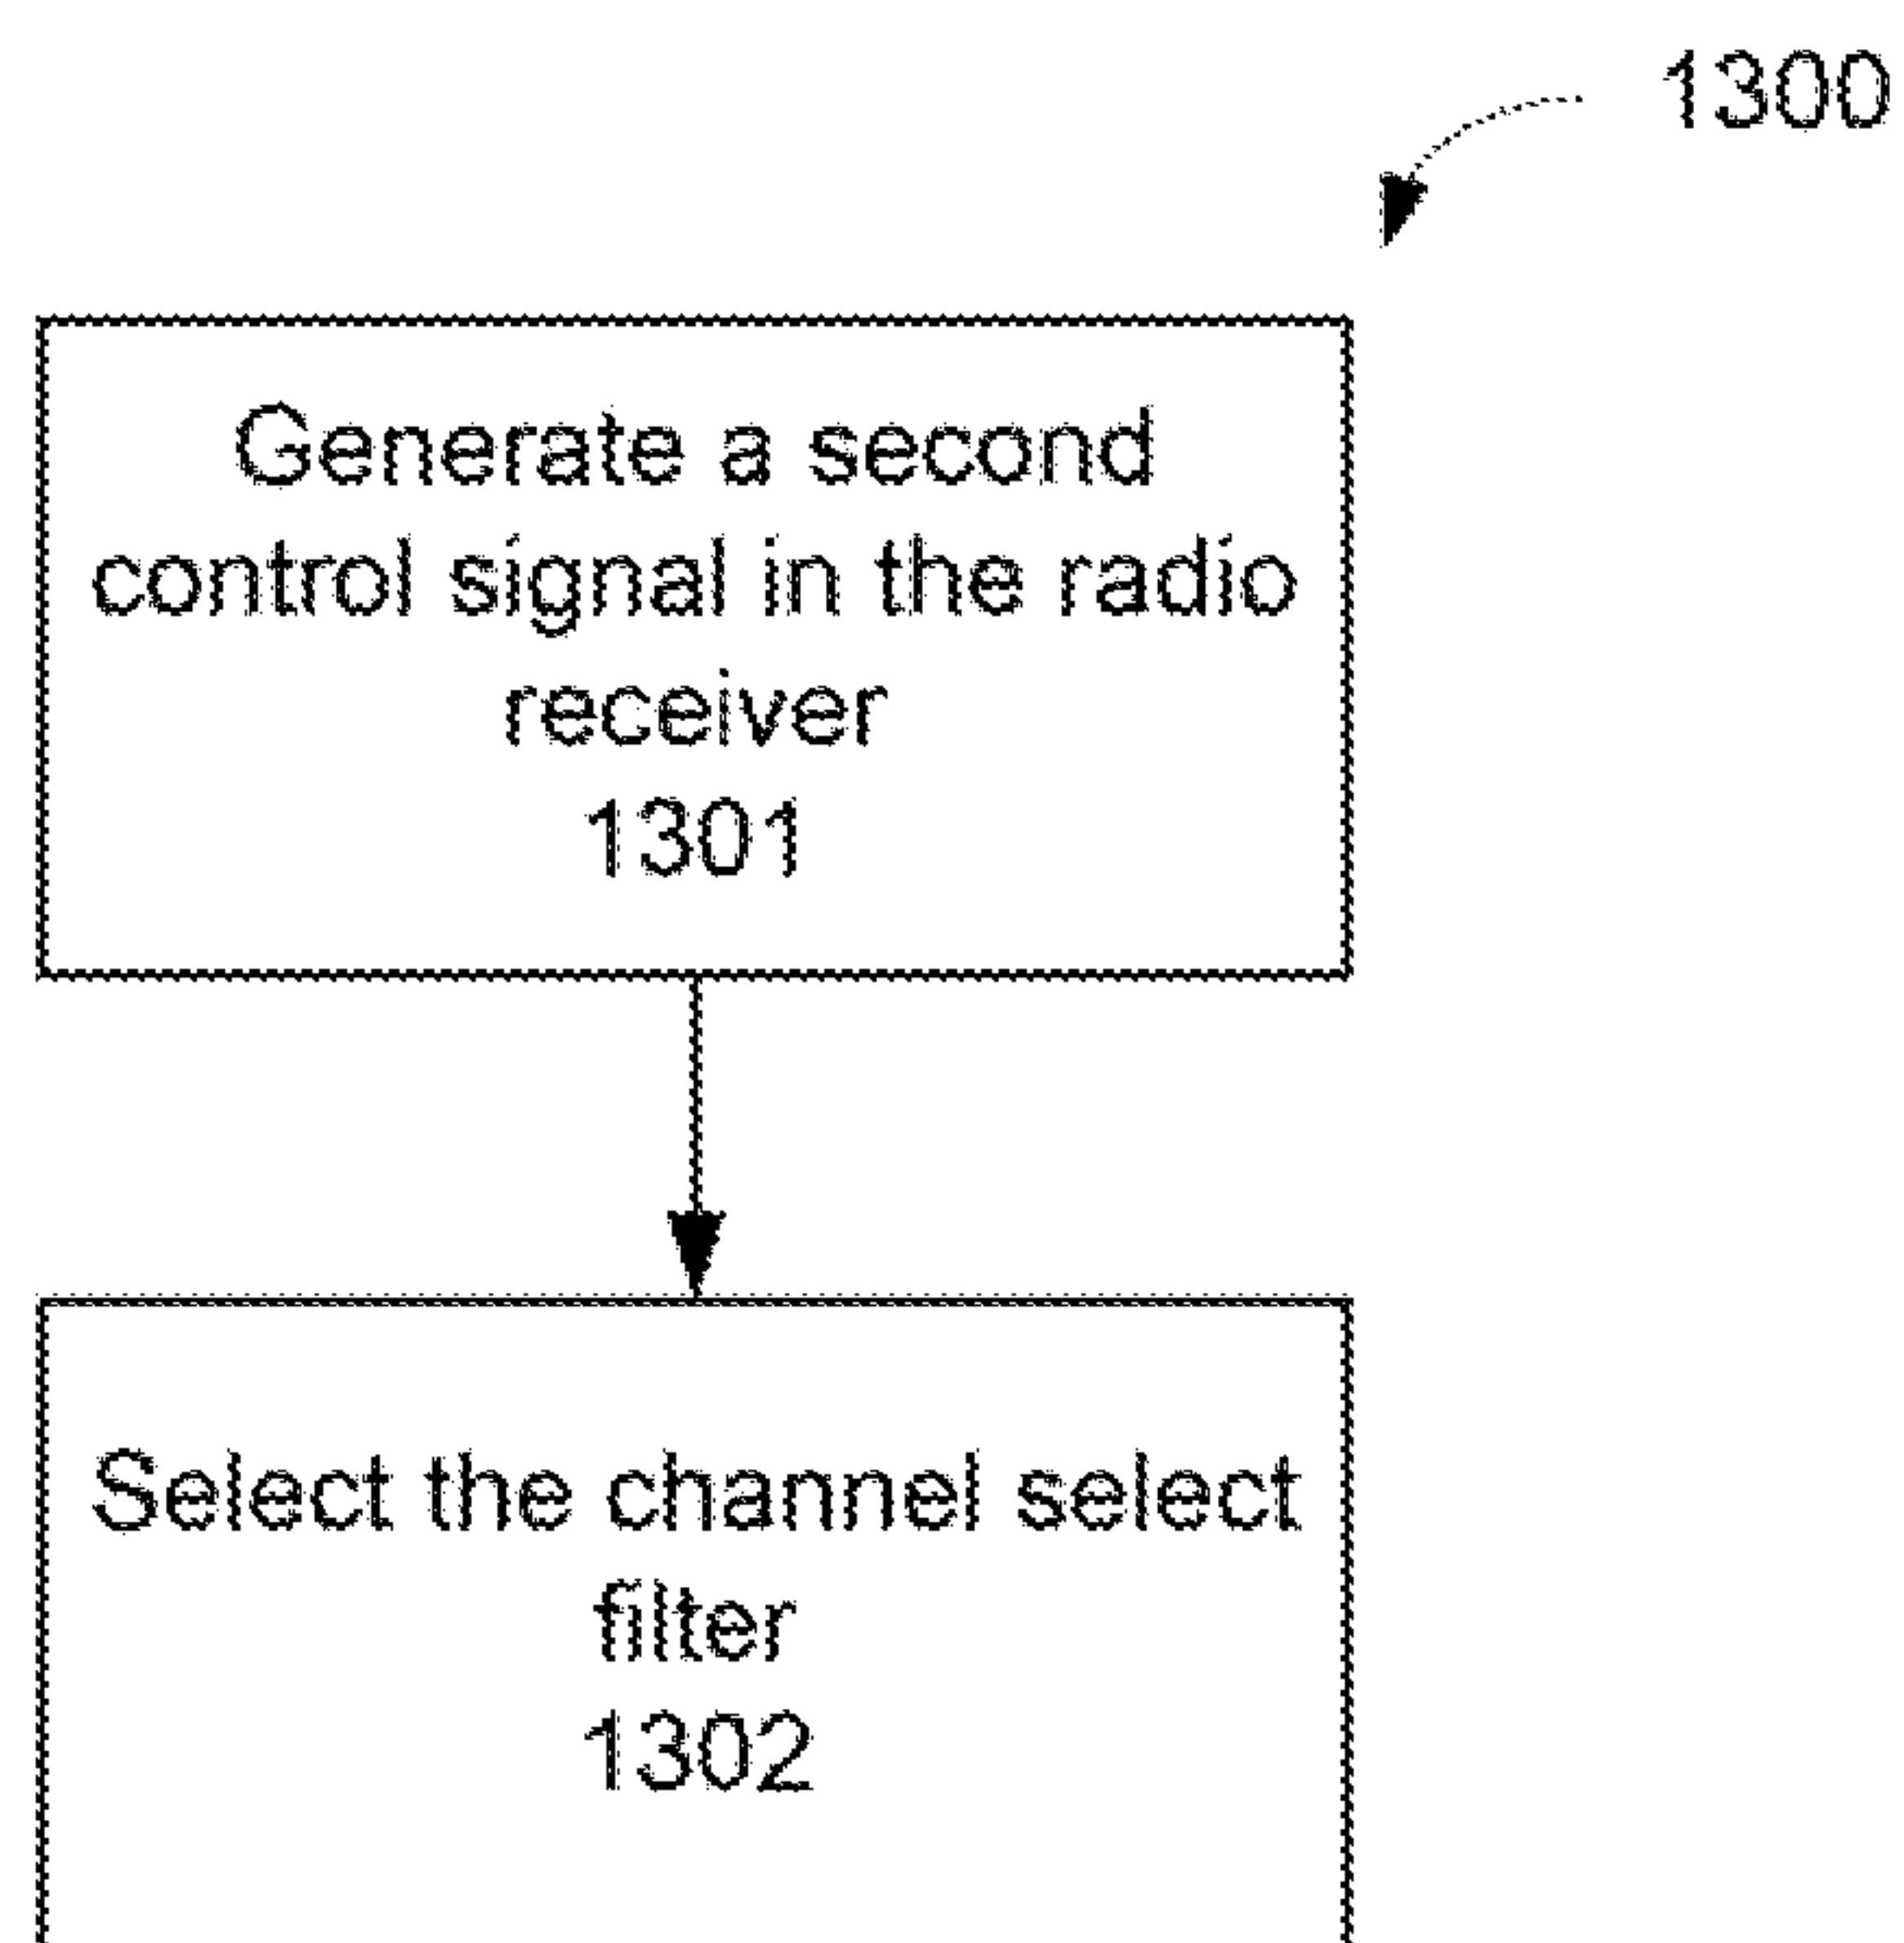 1300
Generate a second
control signal in the radio
receiver
1301
Select the channel select
filter
1302